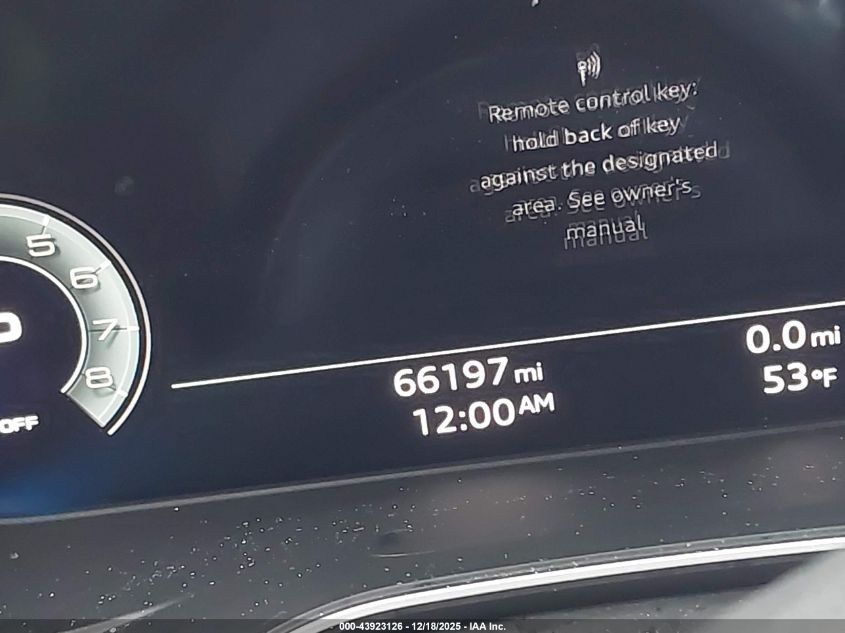 Remote control key:
hold back of key
against the designated
area. See owner's
manual
5
6
7
8
OFF
66197 mi
12:00 AM
0.0 mi
53 °F
000-43923126 - 12/18/2025 - IAA Inc.